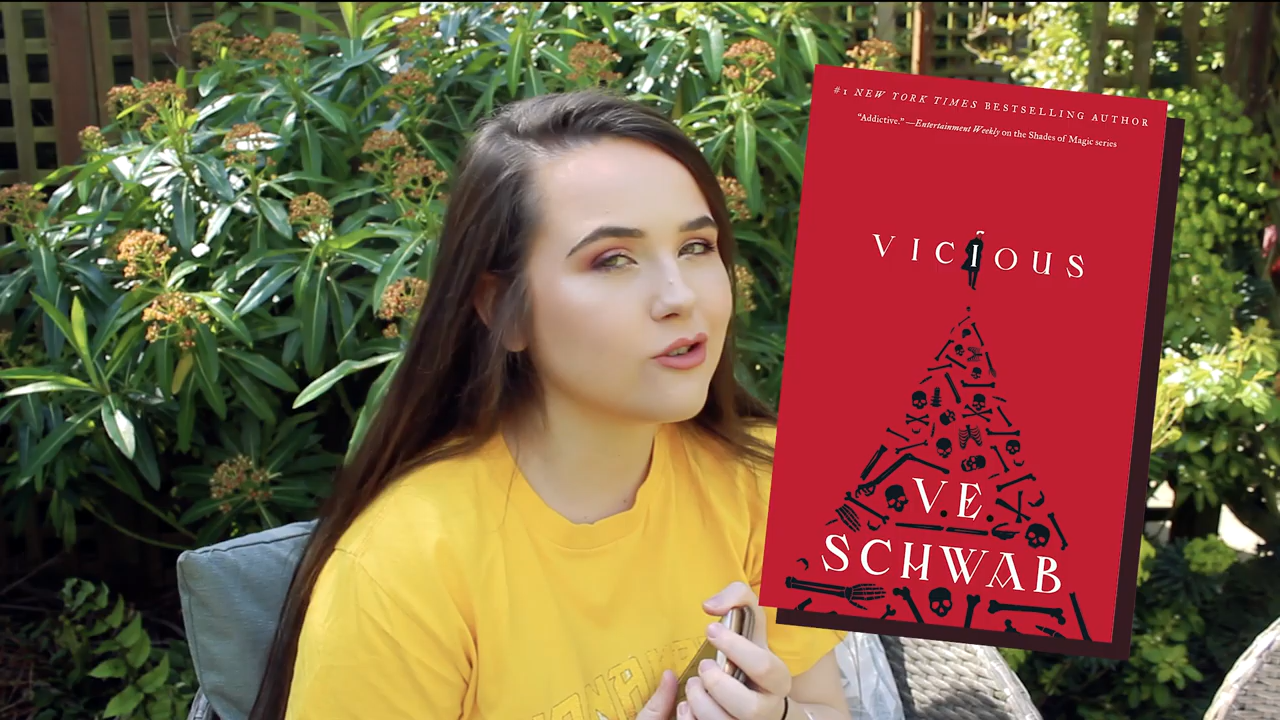 #1 NEW YORK TIMES BESTSELLING AUTHOR
"Addictive." —Entertainment Weekly on the Shades of Magic series
VICIOUS
V.E.
SCHWAB